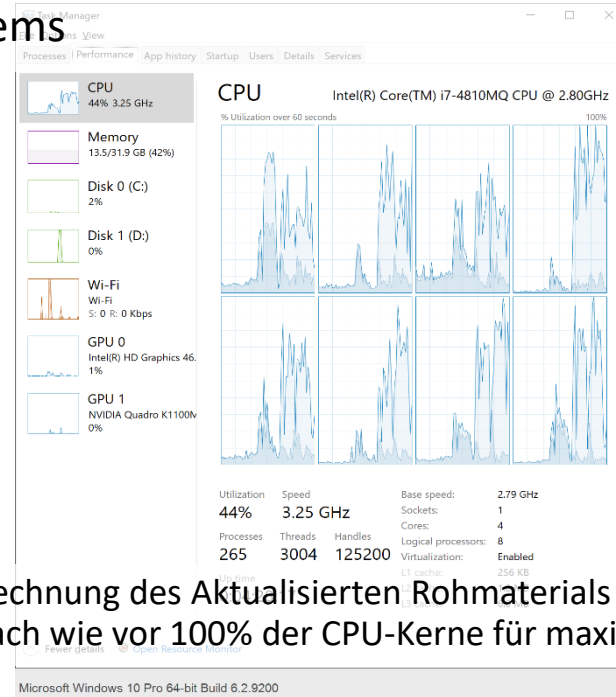 ems
Task Manager
File Options View
Processes Performance App history Startup Users Details Services
CPU
44% 3.25 GHz
Memory
13.5/31.9 GB (42%)
Disk 0 (C:)
2%
Disk 1 (D:)
0%
Wi-Fi
Wi-Fi
S: 0 R: 0 Kbps
GPU 0
Intel(R) HD Graphics 46.
1%
GPU 1
NVIDIA Quadro K1100M
0%
CPU Intel(R) Core(TM) i7-4810MQ CPU @ 2.80GHz
% Utilization over 60 seconds 100%
Utilization Speed
44% 3.25 GHz
Processes Threads Handles
265 3004 125200
Up time
Base speed: 2.79 GHz
Sockets: 1
Cores: 4
Logical processors: 8
Virtualization: Enabled
L1 cache: 256 KB
echnung des Aktualisierten Rohmaterials
ach wie vor 100% der CPU-Kerne für maxi
Fewer details Open Resource Monitor
Microsoft Windows 10 Pro 64-bit Build 6.2.9200